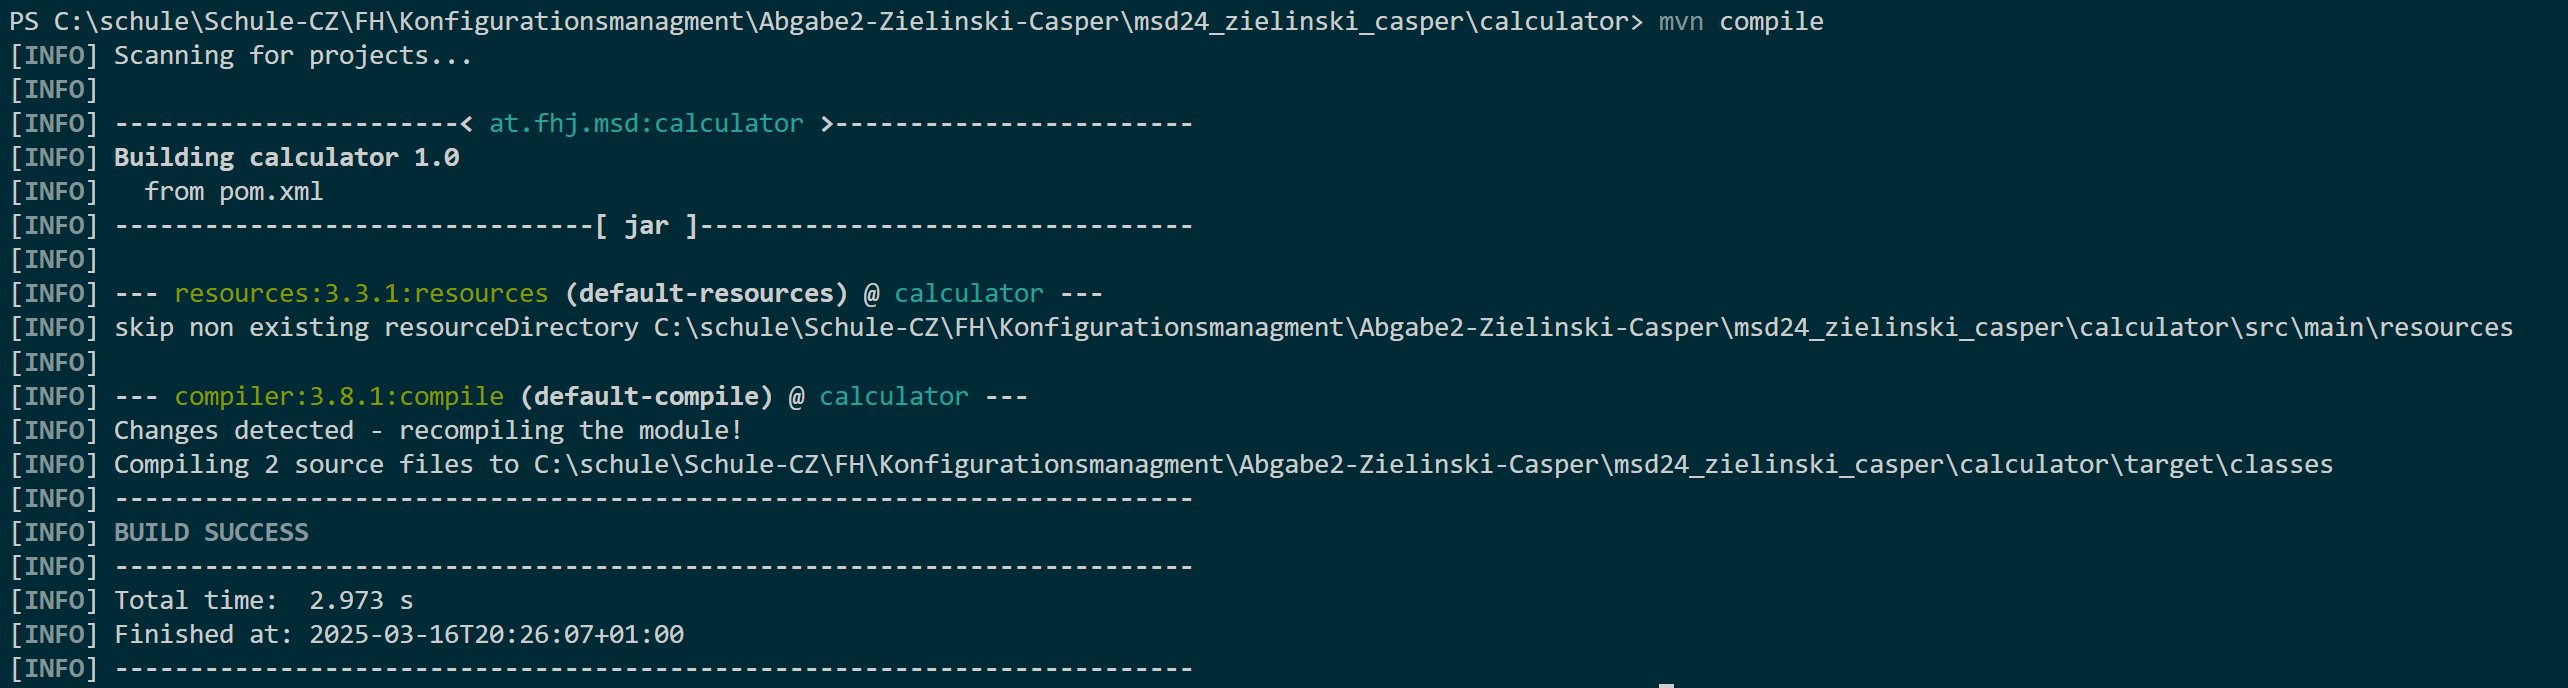 PS C:\schule\Schule-CZ\FH\Konfigurationsmanagment\Abgabe2-Zielinski-Casper\msd24_zielinski_casper\calculator> mvn compile
[INFO] Scanning for projects...
[INFO]
[INFO] -----------------------< at.fhj.msd:calculator >------------------------
[INFO] Building calculator 1.0
[INFO]   from pom.xml
[INFO] --------------------------------[ jar ]---------------------------------
[INFO]
[INFO] --- resources:3.3.1:resources (default-resources) @ calculator ---
[INFO] skip non existing resourceDirectory C:\schule\Schule-CZ\FH\Konfigurationsmanagment\Abgabe2-Zielinski-Casper\msd24_zielinski_casper\calculator\src\main\resources
[INFO]
[INFO] --- compiler:3.8.1:compile (default-compile) @ calculator ---
[INFO] Changes detected - recompiling the module!
[INFO] Compiling 2 source files to C:\schule\Schule-CZ\FH\Konfigurationsmanagment\Abgabe2-Zielinski-Casper\msd24_zielinski_casper\calculator\target\classes
[INFO] ------------------------------------------------------------------------
[INFO] BUILD SUCCESS
[INFO] ------------------------------------------------------------------------
[INFO] Total time:  2.973 s
[INFO] Finished at: 2025-03-16T20:26:07+01:00
[INFO] ------------------------------------------------------------------------